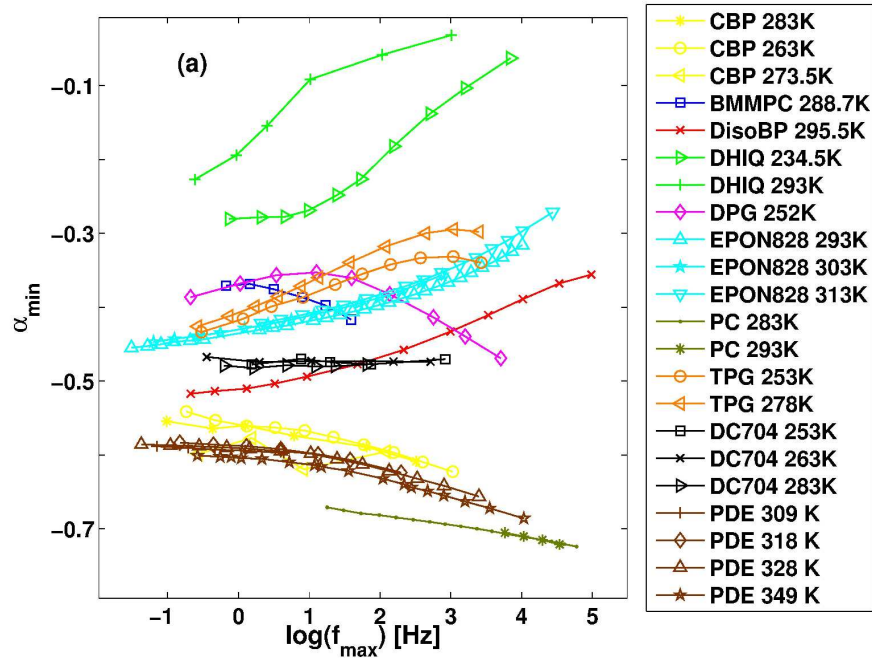 (a)
−0.1
−0.3
−0.5
−0.7
α_min
−1
0
1
2
3
4
5
log(f_max) [Hz]
CBP 283K
CBP 263K
CBP 273.5K
BMMPC 288.7K
DisoBP 295.5K
DHIQ 234.5K
DHIQ 293K
DPG 252K
EPON828 293K
EPON828 303K
EPON828 313K
PC 283K
PC 293K
TPG 253K
TPG 278K
DC704 253K
DC704 263K
DC704 283K
PDE 309 K
PDE 318 K
PDE 328 K
PDE 349 K